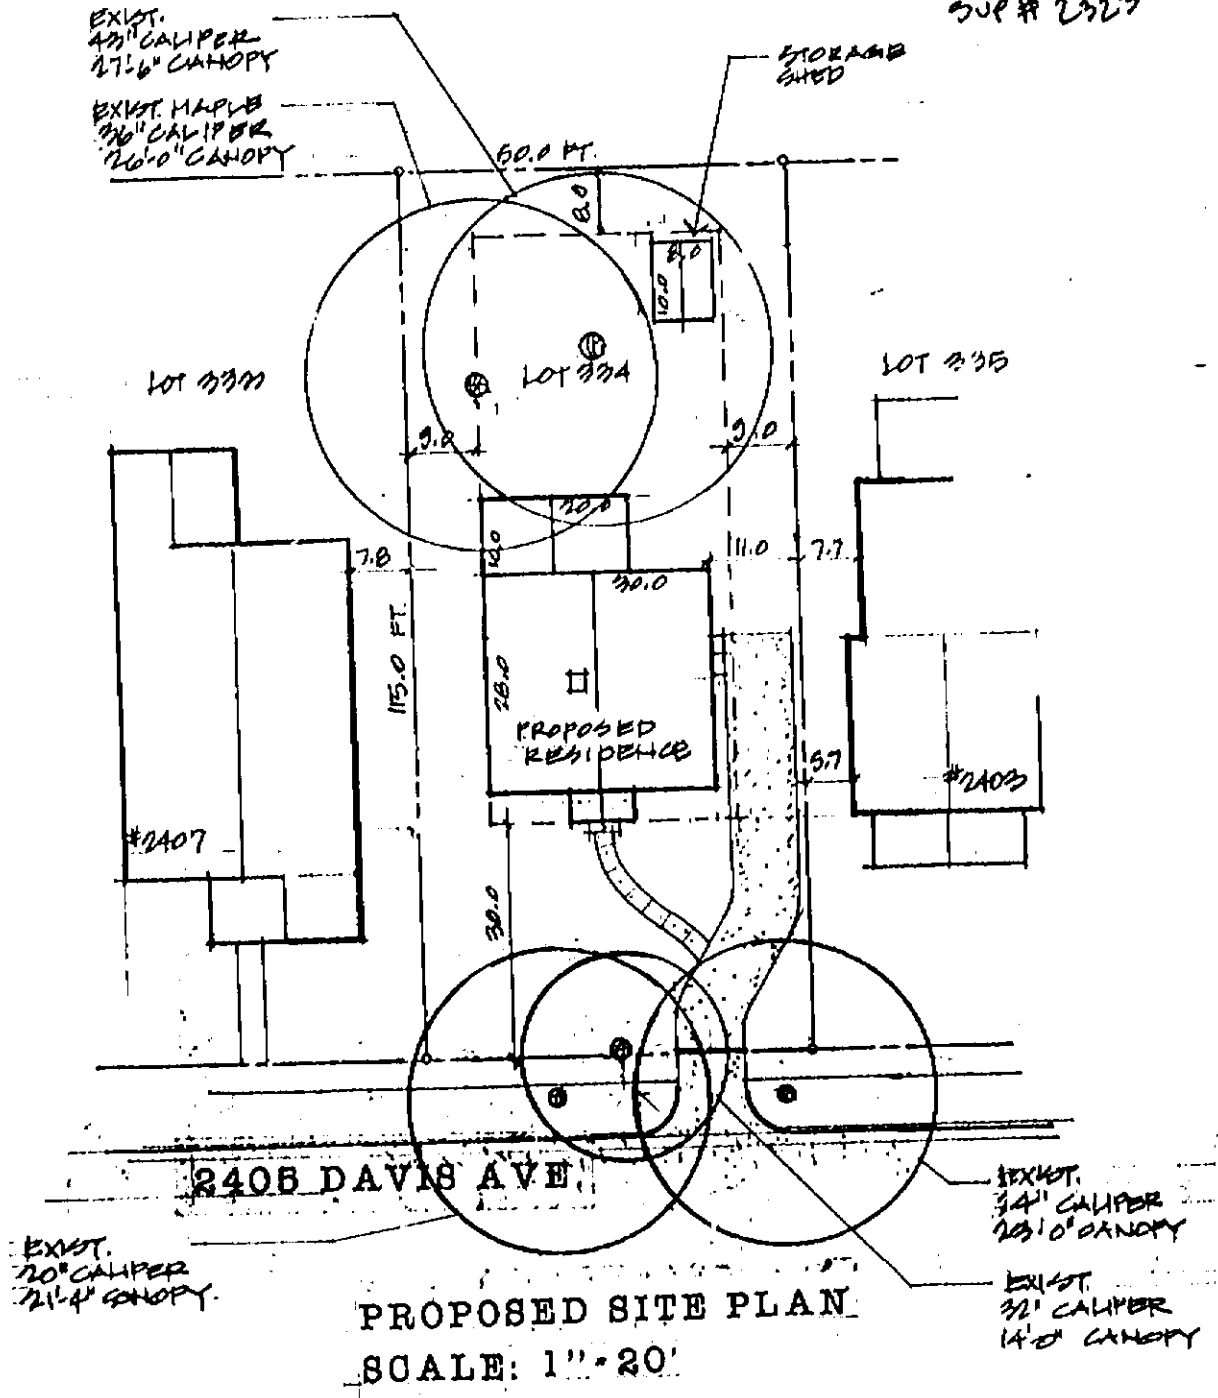 SUP # 2323
EXIST.
43" CALIPER
27'-6" CANOPY
STORAGE
SHED
EXIST. MAPLE
36" CALIPER
26'-0" CANOPY
50.0 FT.
8.0
8.0
10.0
LOT 333
LOT 334
LOT 335
9.0
9.0
20.0
10.0
11.0
7.7
7.8
30.0
115.0 FT.
28.0
PROPOSED
RESIDENCE
5.7
#2403
#2407
30.0
2405 DAVIS AVE.
EXIST.
34" CALIPER
23'0" CANOPY
EXIST.
20" CALIPER
21'-4" CANOPY.
EXIST.
32" CALIPER
14'-0" CANOPY
PROPOSED SITE PLAN
SCALE: 1"-20'